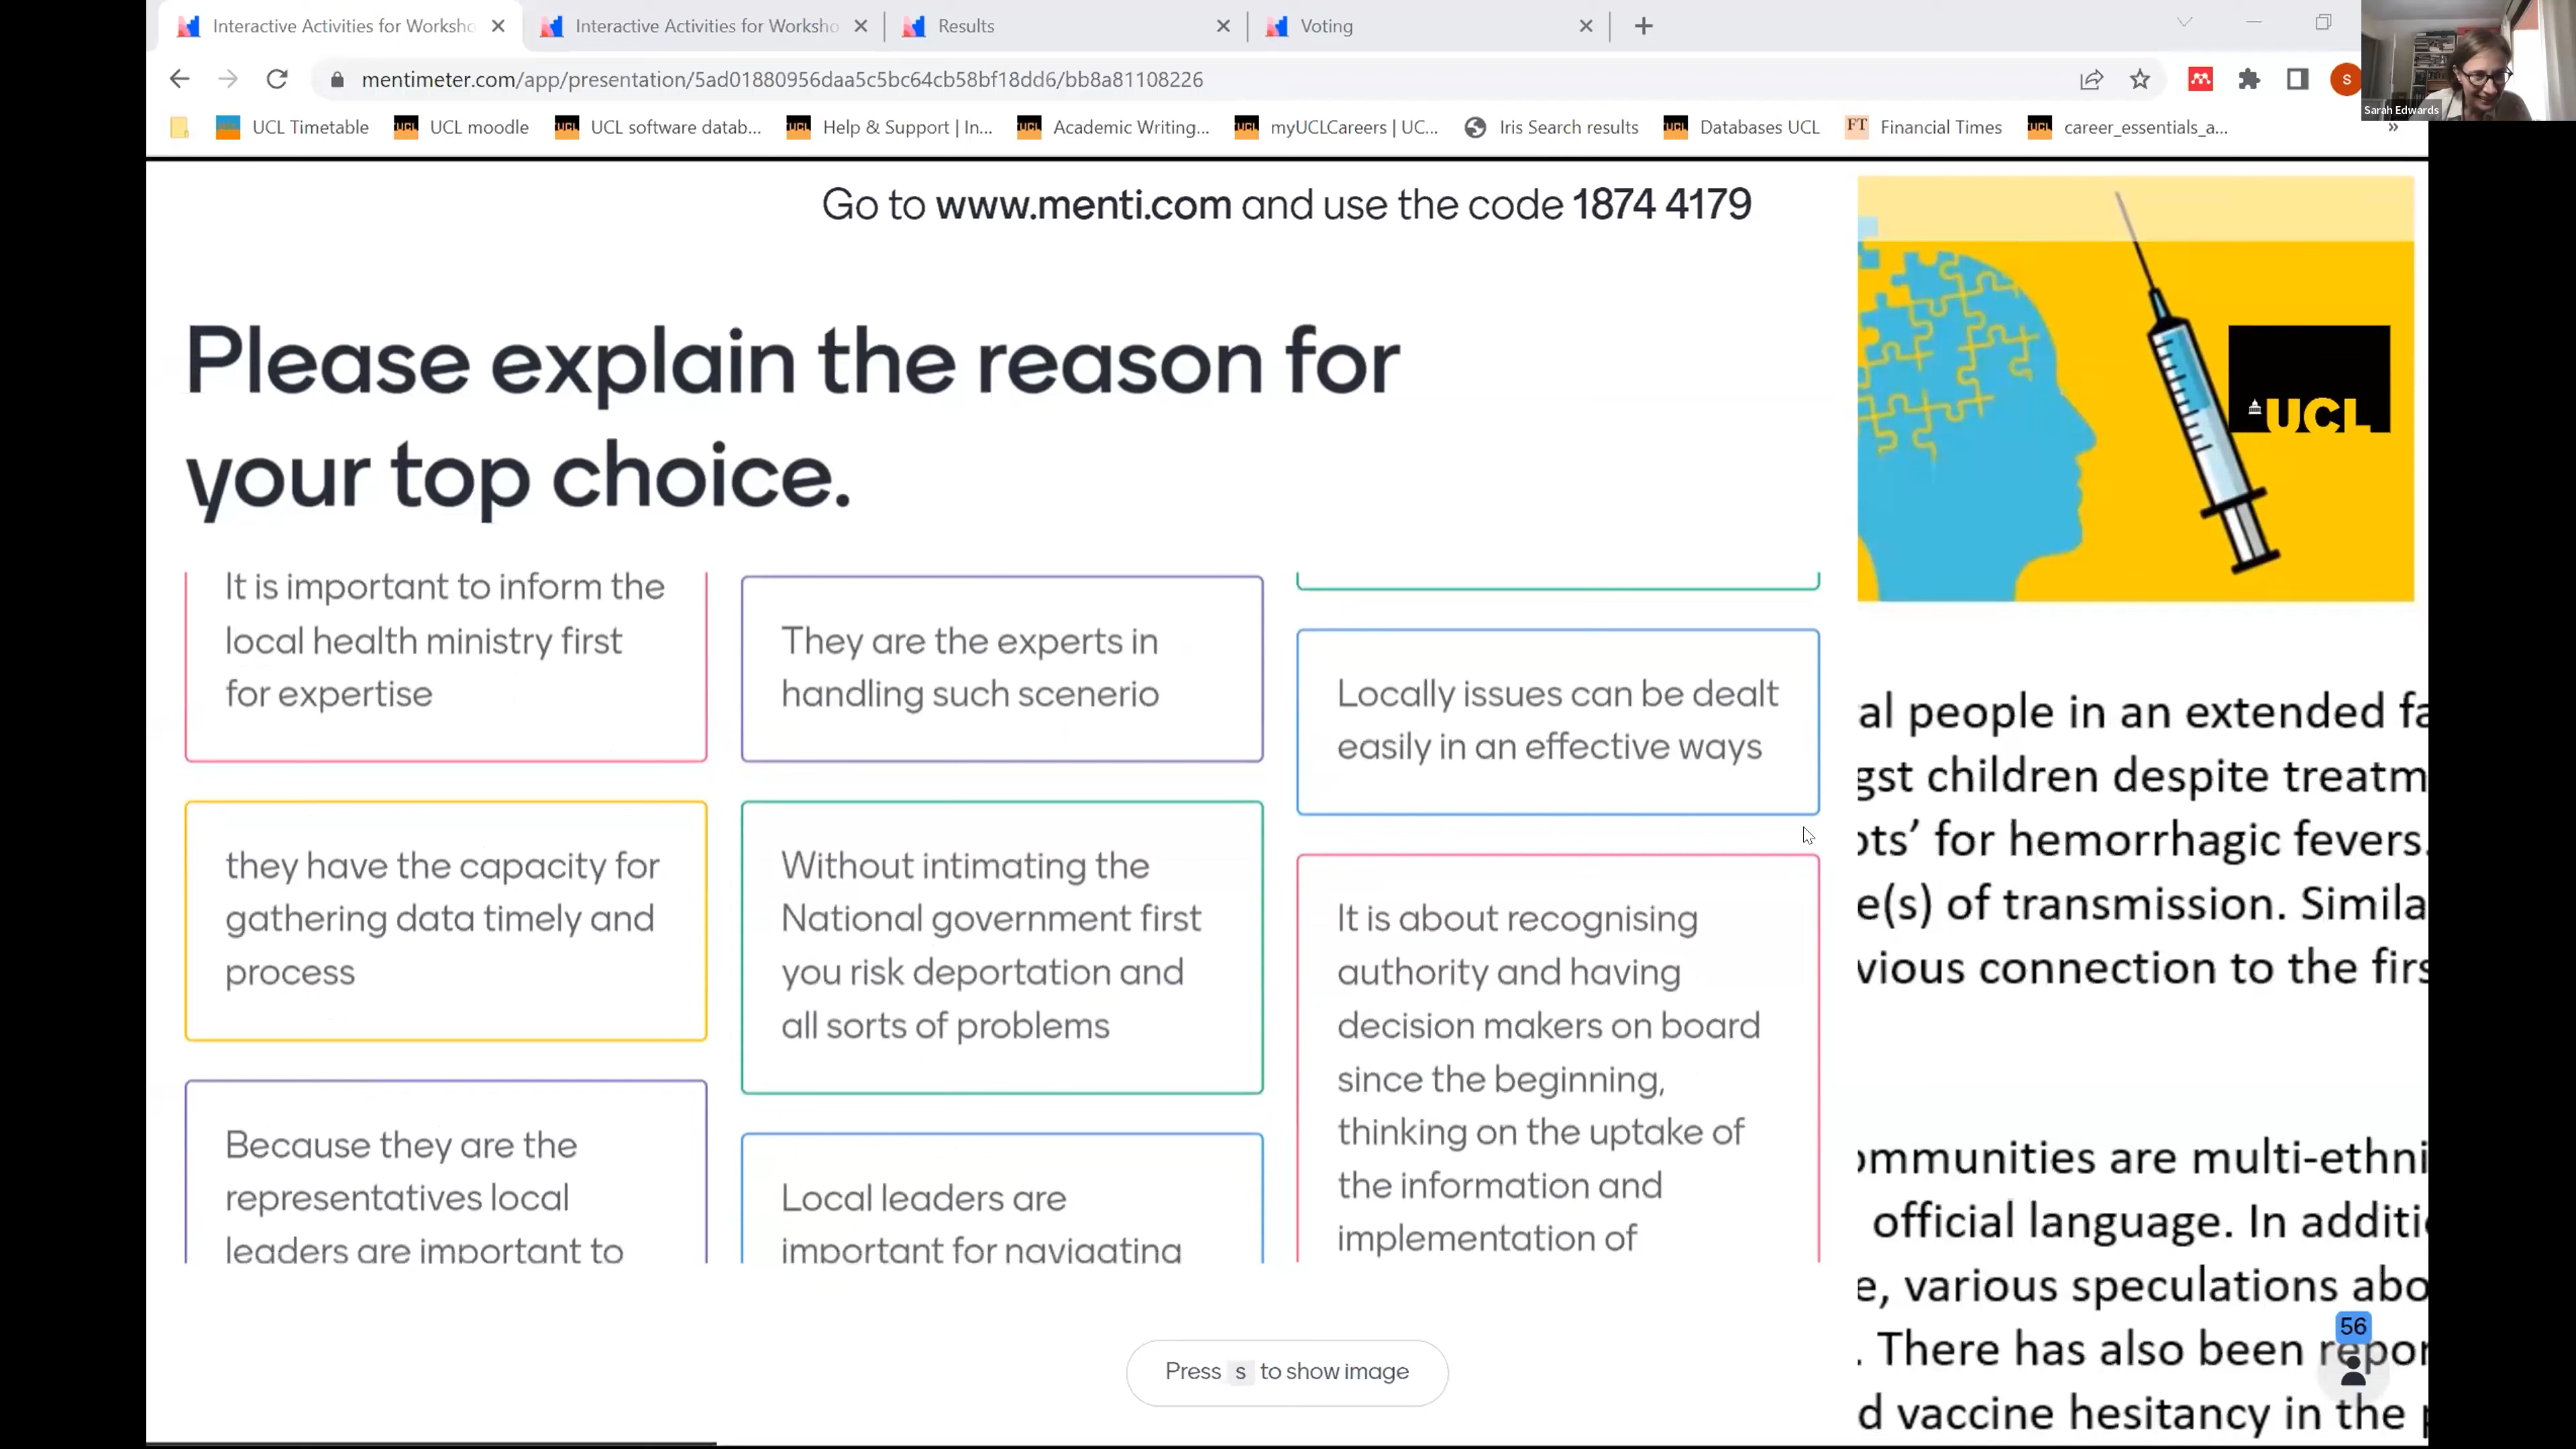 Interactive Activities for Worksho
Interactive Activities for Worksho
Results
Voting
mentimeter.com/app/presentation/5ad01880956daa5c5bc64cb58bf18dd6/bb8a81108226
S
Sarah Edwards
UCL Timetable
UCL moodle
UCL software datab...
Help & Support | In...
Academic Writing...
myUCLCareers | UC...
Iris Search results
Databases UCL
FT Financial Times
career_essentials_a...
»
Go to www.menti.com and use the code 1874 4179
Please explain the reason for
your top choice.
It is important to inform the
local health ministry first
for expertise
they have the capacity for
gathering data timely and
process
Because they are the
representatives local
leaders are important to
They are the experts in
handling such scenerio
Without intimating the
National government first
you risk deportation and
all sorts of problems
Local leaders are
important for navigating
Locally issues can be dealt
easily in an effective ways
It is about recognising
authority and having
decision makers on board
since the beginning,
thinking on the uptake of
the information and
implementation of
UCL
al people in an extended fa
gst children despite treatm
ots’ for hemorrhagic fevers.
e(s) of transmission. Simila
vious connection to the firs
ommunities are multi-ethni
official language. In additi
e, various speculations abo
. There has also been repor
d vaccine hesitancy in the
56
Press s to show image